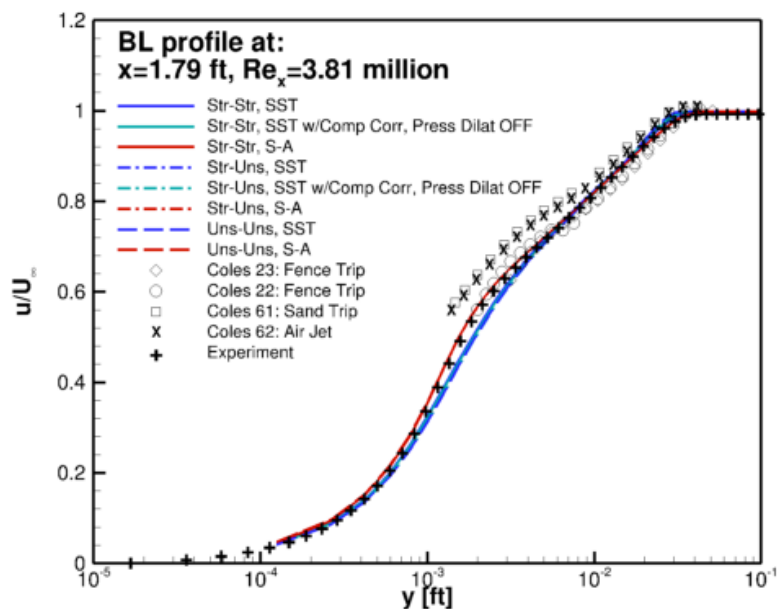 1.2
BL profile at:
x=1.79 ft, Reₓ=3.81 million
Str-Str, SST
Str-Str, SST w/Comp Corr, Press Dilat OFF
Str-Str, S-A
Str-Uns, SST
Str-Uns, SST w/Comp Corr, Press Dilat OFF
Str-Uns, S-A
Uns-Uns, SST
Uns-Uns, S-A
Coles 23: Fence Trip
Coles 22: Fence Trip
Coles 61: Sand Trip
Coles 62: Air Jet
Experiment
1
0.8
0.6
0.4
0.2
0
u/U∞
10⁻⁵
10⁻⁴
10⁻³
10⁻²
10⁻¹
y [ft]